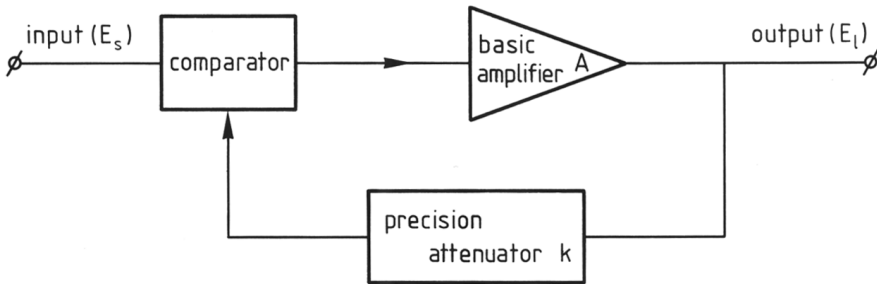 input (Eₛ)
comparator
basic
amplifier A
output (Eₗ)
precision
attenuator k